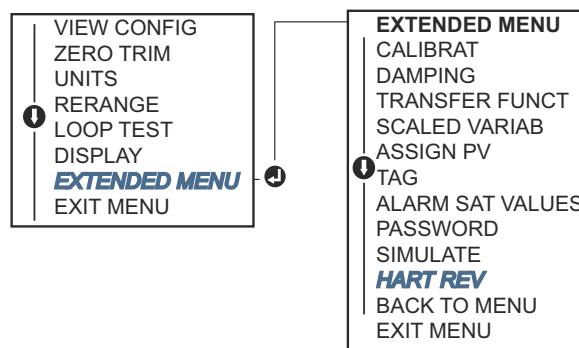 VIEW CONFIG
ZERO TRIM
UNITS
RERANGE
LOOP TEST
DISPLAY
EXTENDED MENU
EXIT MENU
EXTENDED MENU
CALIBRAT
DAMPING
TRANSFER FUNCT
SCALED VARIAB
ASSIGN PV
TAG
ALARM SAT VALUES
PASSWORD
SIMULATE
HART REV
BACK TO MENU
EXIT MENU